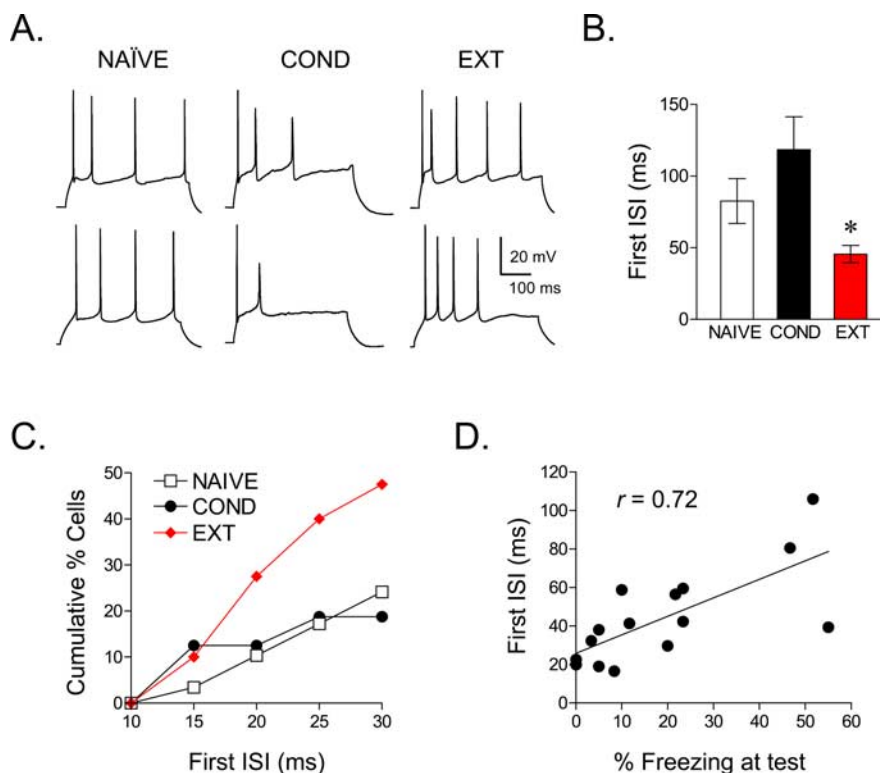 A.
NAÏVE COND EXT
20 mV
100 ms
B.
First ISI (ms)
150
100
50
0
*
NAIVE COND EXT
C.
Cumulative % Cells
50
40
30
20
10
0
NAIVE
COND
EXT
10 15 20 25 30
First ISI (ms)
D.
First ISI (ms)
120
100
80
60
40
20
0
r = 0.72
0 10 20 30 40 50 60
% Freezing at test